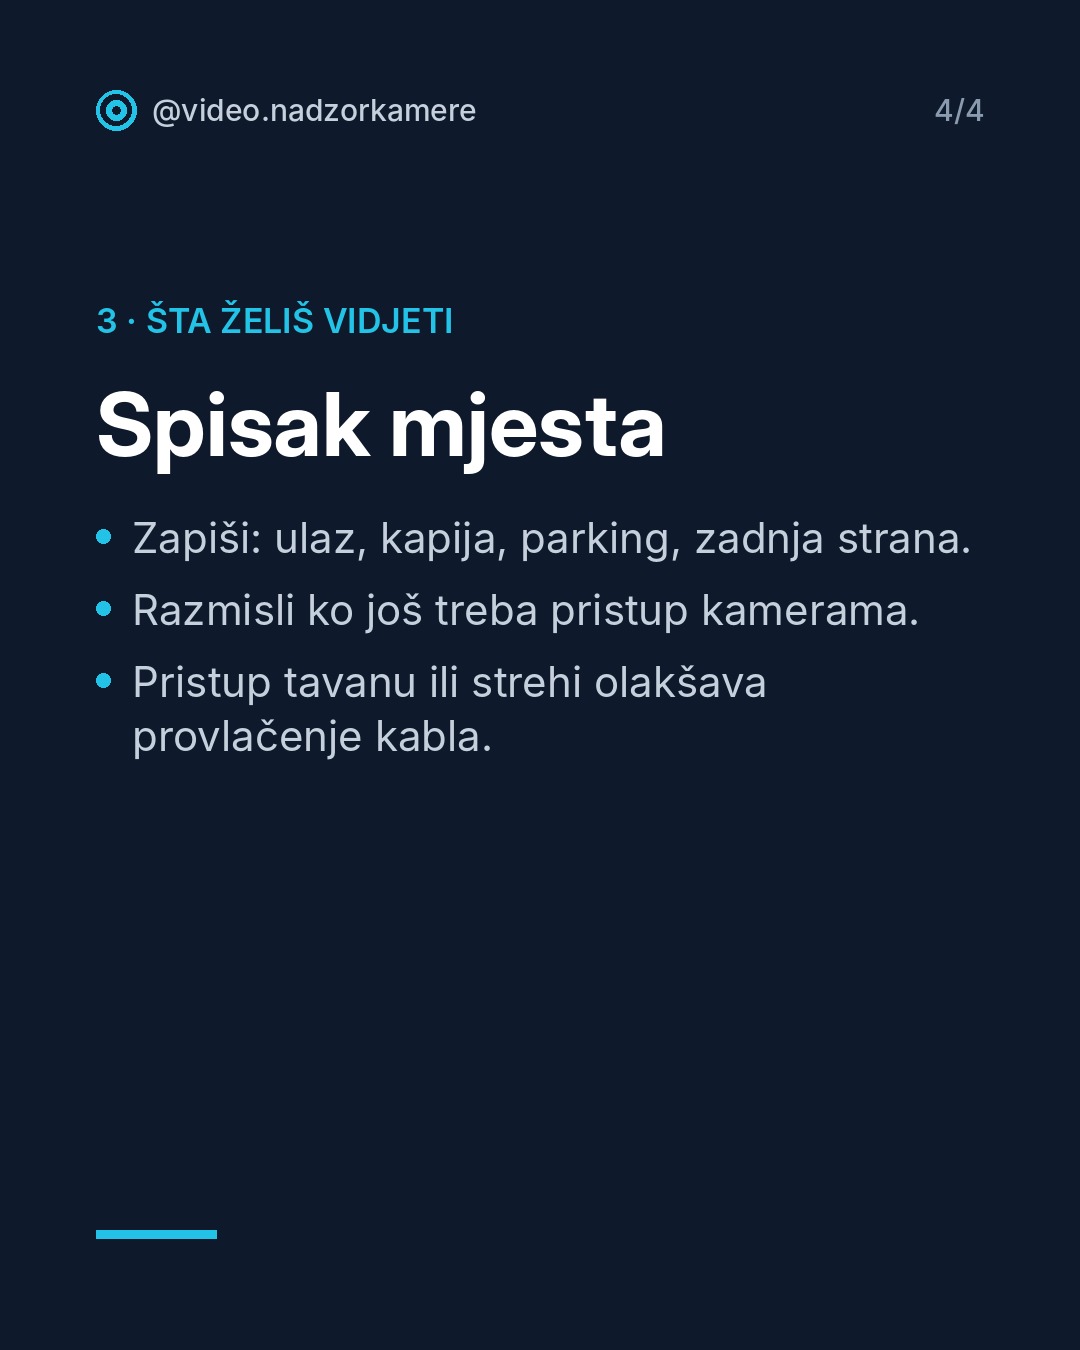 @video.nadzorkamere
4/4
3 · ŠTA ŽELIŠ VIDJETI
Spisak mjesta
Zapiši: ulaz, kapija, parking, zadnja strana.
Razmisli ko još treba pristup kamerama.
Pristup tavanu ili strehi olakšava
provlačenje kabla.